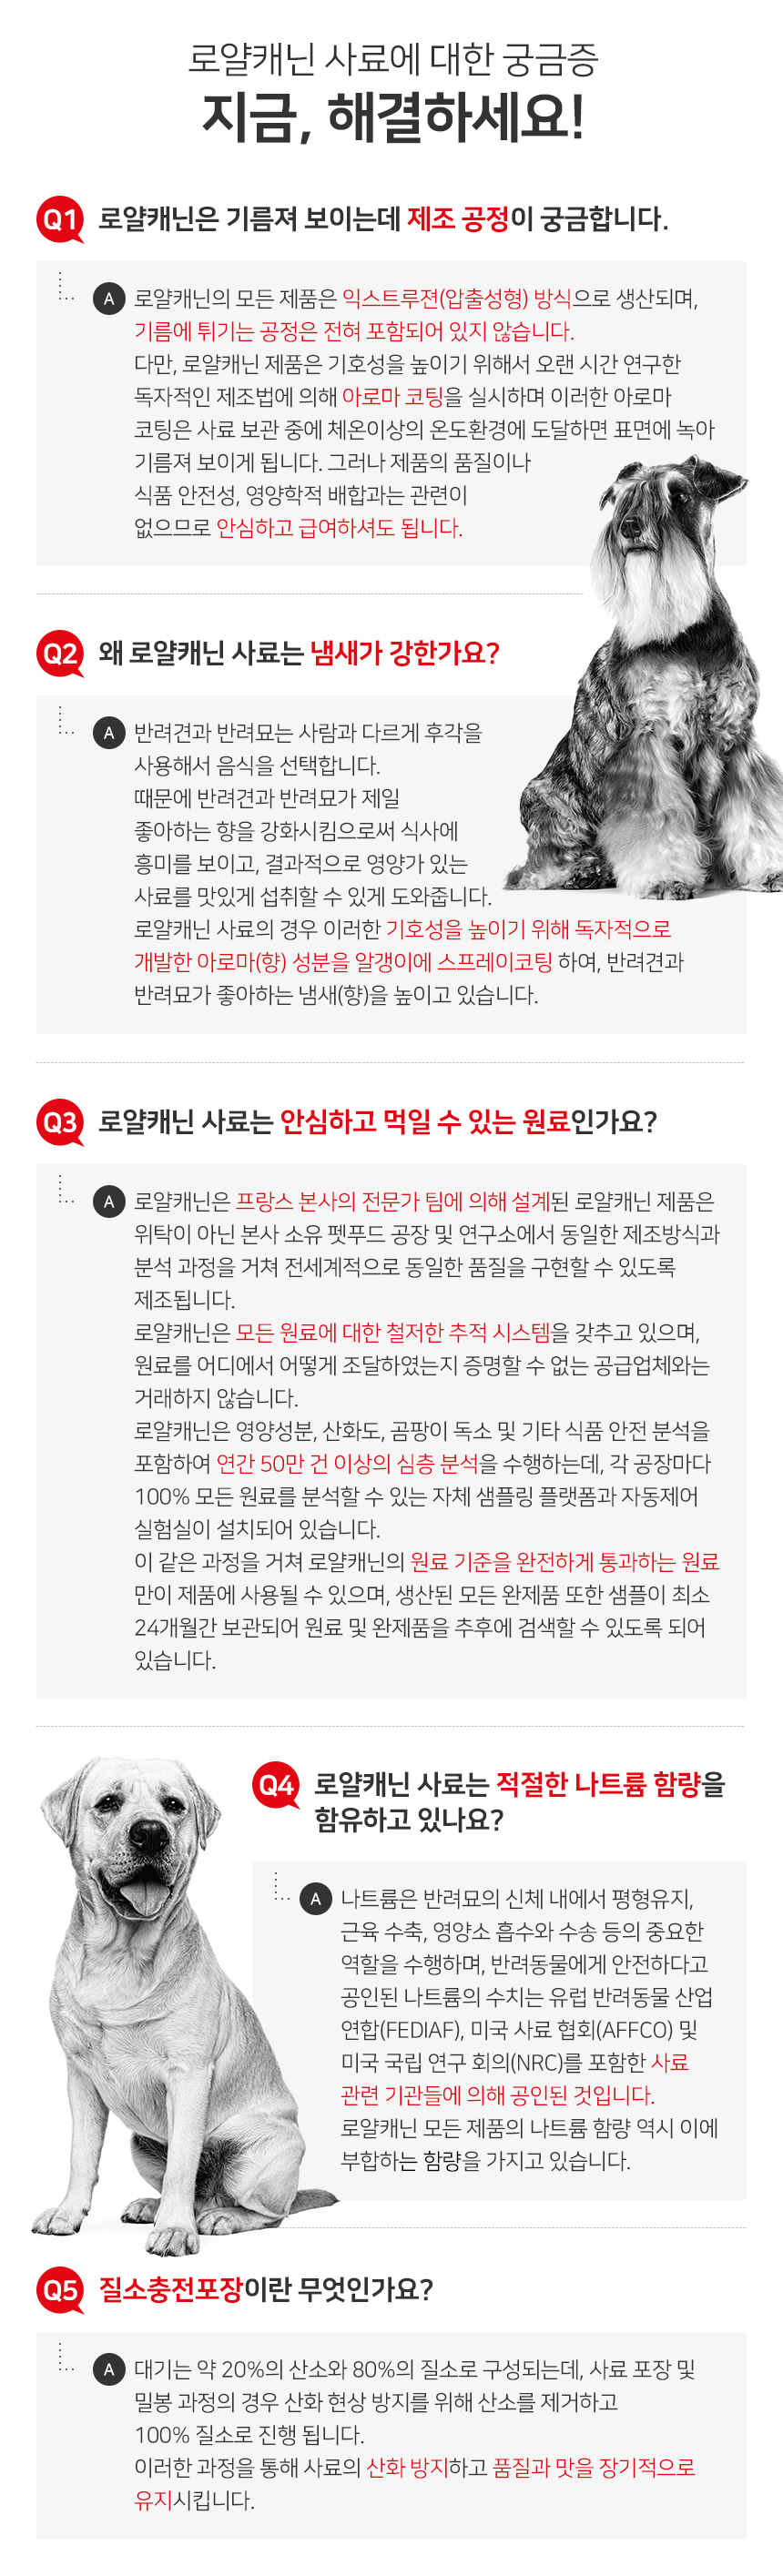 로얄캐닌 사료에 대한 궁금증
지금, 해결하세요!
Q1 로얄캐닌은 기름져 보이는데 제조 공정이 궁금합니다.
A 로얄캐닌의 모든 제품은 익스트루젼(압출성형) 방식으로 생산되며,
기름에 튀기는 공정은 전혀 포함되어 있지 않습니다.
다만, 로얄캐닌 제품은 기호성을 높이기 위해서 오랜 시간 연구한
독자적인 제조법에 의해 아로마 코팅을 실시하며 이러한 아로마
코팅은 사료 보관 중에 체온이상의 온도환경에 도달하면 표면에 녹아
기름져 보이게 됩니다. 그러나 제품의 품질이나
식품 안전성, 영양학적 배합과는 관련이
없으므로 안심하고 급여하셔도 됩니다.
Q2 왜 로얄캐닌 사료는 냄새가 강한가요?
A 반려견과 반려묘는 사람과 다르게 후각을
사용해서 음식을 선택합니다.
때문에 반려견과 반려묘가 제일
좋아하는 향을 강화시킴으로써 식사에
흥미를 보이고, 결과적으로 영양가 있는
사료를 맛있게 섭취할 수 있게 도와줍니다.
로얄캐닌 사료의 경우 이러한 기호성을 높이기 위해 독자적으로
개발한 아로마(향) 성분을 알갱이에 스프레이코팅 하여, 반려견과
반려묘가 좋아하는 냄새(향)을 높이고 있습니다.
Q3 로얄캐닌 사료는 안심하고 먹일 수 있는 원료인가요?
A 로얄캐닌은 프랑스 본사의 전문가 팀에 의해 설계된 로얄캐닌 제품은
위탁이 아닌 본사 소유 펫푸드 공장 및 연구소에서 동일한 제조방식과
분석 과정을 거쳐 전세계적으로 동일한 품질을 구현할 수 있도록
제조됩니다.
로얄캐닌은 모든 원료에 대한 철저한 추적 시스템을 갖추고 있으며,
원료를 어디에서 어떻게 조달하였는지 증명할 수 없는 공급업체와는
거래하지 않습니다.
로얄캐닌은 영양성분, 산화도, 곰팡이 독소 및 기타 식품 안전 분석을
포함하여 연간 50만 건 이상의 심층 분석을 수행하는데, 각 공장마다
100% 모든 원료를 분석할 수 있는 자체 샘플링 플랫폼과 자동제어
실험실이 설치되어 있습니다.
이 같은 과정을 거쳐 로얄캐닌의 원료 기준을 완전하게 통과하는 원료
만이 제품에 사용될 수 있으며, 생산된 모든 완제품 또한 샘플이 최소
24개월간 보관되어 원료 및 완제품을 추후에 검색할 수 있도록 되어
있습니다.
Q4 로얄캐닌 사료는 적절한 나트륨 함량을
함유하고 있나요?
A 나트륨은 반려묘의 신체 내에서 평형유지,
근육 수축, 영양소 흡수와 수송 등의 중요한
역할을 수행하며, 반려동물에게 안전하다고
공인된 나트륨의 수치는 유럽 반려동물 산업
연합(FEDIAF), 미국 사료 협회(AFFCO) 및
미국 국립 연구 회의(NRC)를 포함한 사료
관련 기관들에 의해 공인된 것입니다.
로얄캐닌 모든 제품의 나트륨 함량 역시 이에
부합하는 함량을 가지고 있습니다.
Q5 질소충전포장이란 무엇인가요?
A 대기는 약 20%의 산소와 80%의 질소로 구성되는데, 사료 포장 및
밀봉 과정의 경우 산화 현상 방지를 위해 산소를 제거하고
100% 질소로 진행 됩니다.
이러한 과정을 통해 사료의 산화 방지하고 품질과 맛을 장기적으로
유지시킵니다.